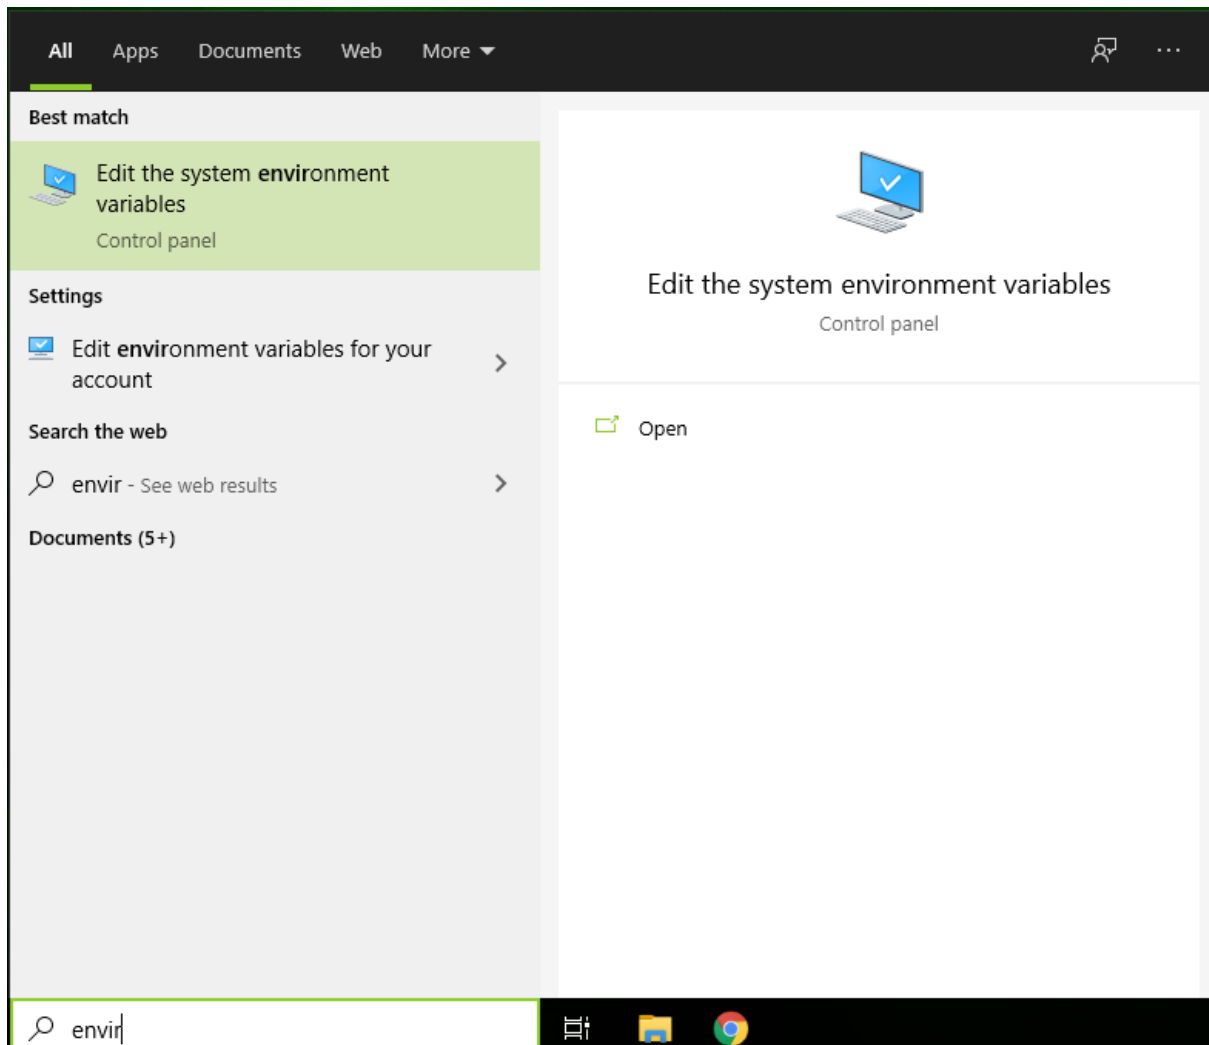 All Apps Documents Web More
Best match
Edit the system environment
variables
Control panel
Settings
Edit environment variables for your
account
Search the web
envir - See web results
Documents (5+)
Edit the system environment variables
Control panel
Open
envir